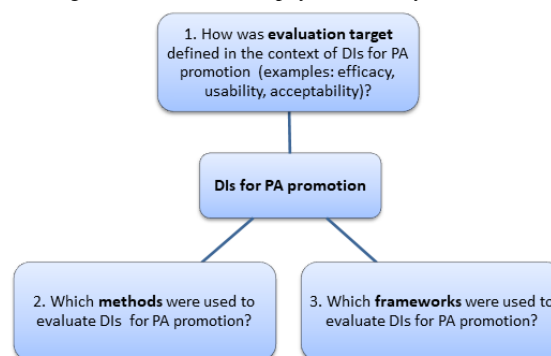 1. How was evaluation target
defined in the context of DIs for PA
promotion (examples: efficacy,
usability, acceptability)?
DIs for PA promotion
2. Which methods were used to
evaluate DIs for PA promotion?
3. Which frameworks were used to
evaluate DIs for PA promotion?